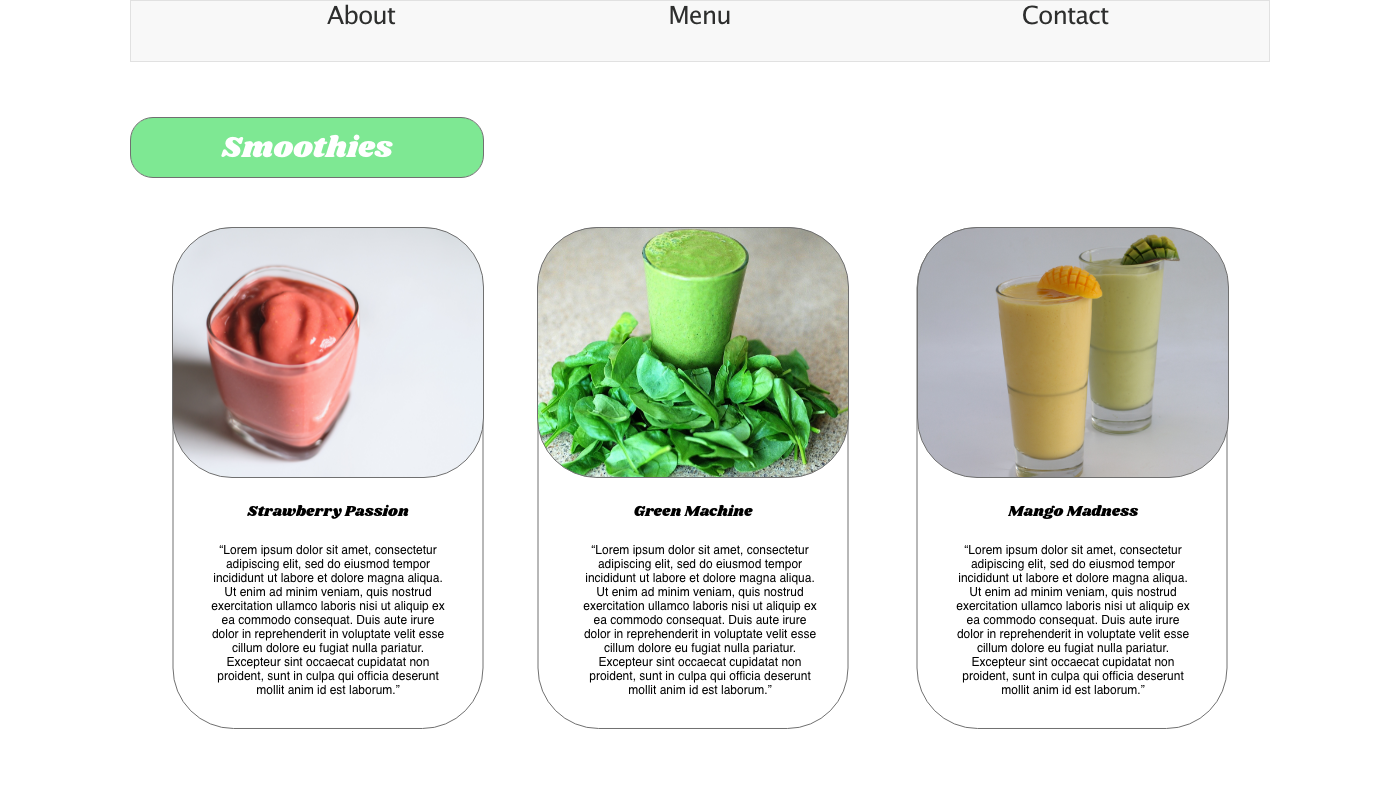 About
Menu
Contact
Smoothies
Strawberry Passion
“Lorem ipsum dolor sit amet, consectetur
adipiscing elit, sed do eiusmod tempor
incididunt ut labore et dolore magna aliqua.
Ut enim ad minim veniam, quis nostrud
exercitation ullamco laboris nisi ut aliquip ex
ea commodo consequat. Duis aute irure
dolor in reprehenderit in voluptate velit esse
cillum dolore eu fugiat nulla pariatur.
Excepteur sint occaecat cupidatat non
proident, sunt in culpa qui officia deserunt
mollit anim id est laborum.”
Green Machine
“Lorem ipsum dolor sit amet, consectetur
adipiscing elit, sed do eiusmod tempor
incididunt ut labore et dolore magna aliqua.
Ut enim ad minim veniam, quis nostrud
exercitation ullamco laboris nisi ut aliquip ex
ea commodo consequat. Duis aute irure
dolor in reprehenderit in voluptate velit esse
cillum dolore eu fugiat nulla pariatur.
Excepteur sint occaecat cupidatat non
proident, sunt in culpa qui officia deserunt
mollit anim id est laborum.”
Mango Madness
“Lorem ipsum dolor sit amet, consectetur
adipiscing elit, sed do eiusmod tempor
incididunt ut labore et dolore magna aliqua.
Ut enim ad minim veniam, quis nostrud
exercitation ullamco laboris nisi ut aliquip ex
ea commodo consequat. Duis aute irure
dolor in reprehenderit in voluptate velit esse
cillum dolore eu fugiat nulla pariatur.
Excepteur sint occaecat cupidatat non
proident, sunt in culpa qui officia deserunt
mollit anim id est laborum.”